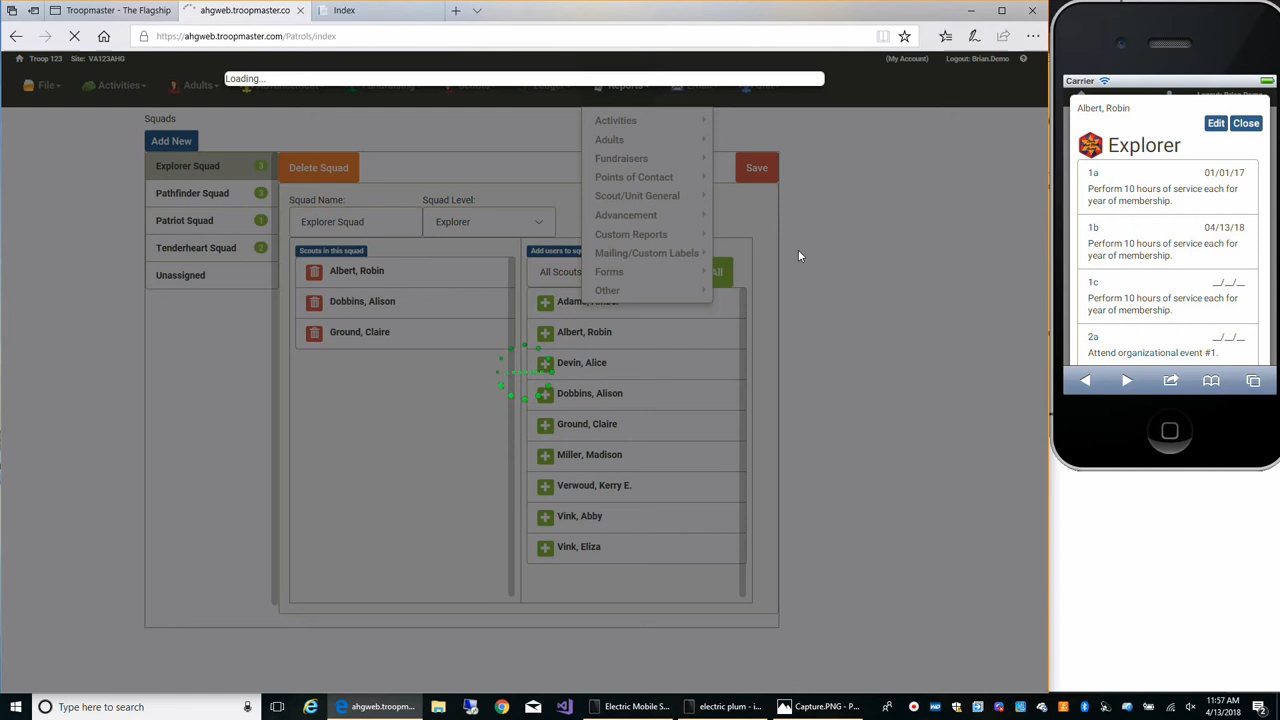 Troopmaster - The Flagship
ahgweb.troopmaster.co
Index
https://ahgweb.troopmaster.com/Patrols/index
Troop 123 Site: VA123AHG
(My Account) Logout: Brian.Demo
File
Activities
Adults
Loading...
Reports
Squads
Add New
Explorer Squad 3
Pathfinder Squad 3
Patriot Squad 1
Tenderheart Squad 2
Unassigned
Delete Squad
Save
Squad Name:
Squad Level:
Explorer Squad
Explorer
Scouts in this squad
Albert, Robin
Dobbins, Alison
Ground, Claire
Add users to squ
All Scouts
All
Albert, Robin
Devin, Alice
Dobbins, Alison
Ground, Claire
Miller, Madison
Verwoud, Kerry E.
Vink, Abby
Vink, Eliza
Activities
Adults
Fundraisers
Points of Contact
Scout/Unit General
Advancement
Custom Reports
Mailing/Custom Labels
Forms
Other
Carrier
Albert, Robin
Edit Close
Explorer
1a 01/01/17
Perform 10 hours of service each for
year of membership.
1b 04/13/18
Perform 10 hours of service each for
year of membership.
1c __/__/__
Perform 10 hours of service each for
year of membership.
2a __/__/__
Attend organizational event #1.
Type here to search
ahgweb.troopm...
Electric Mobile S...
electric plum - i...
Capture.PNG - P...
11:57 AM
4/13/2018